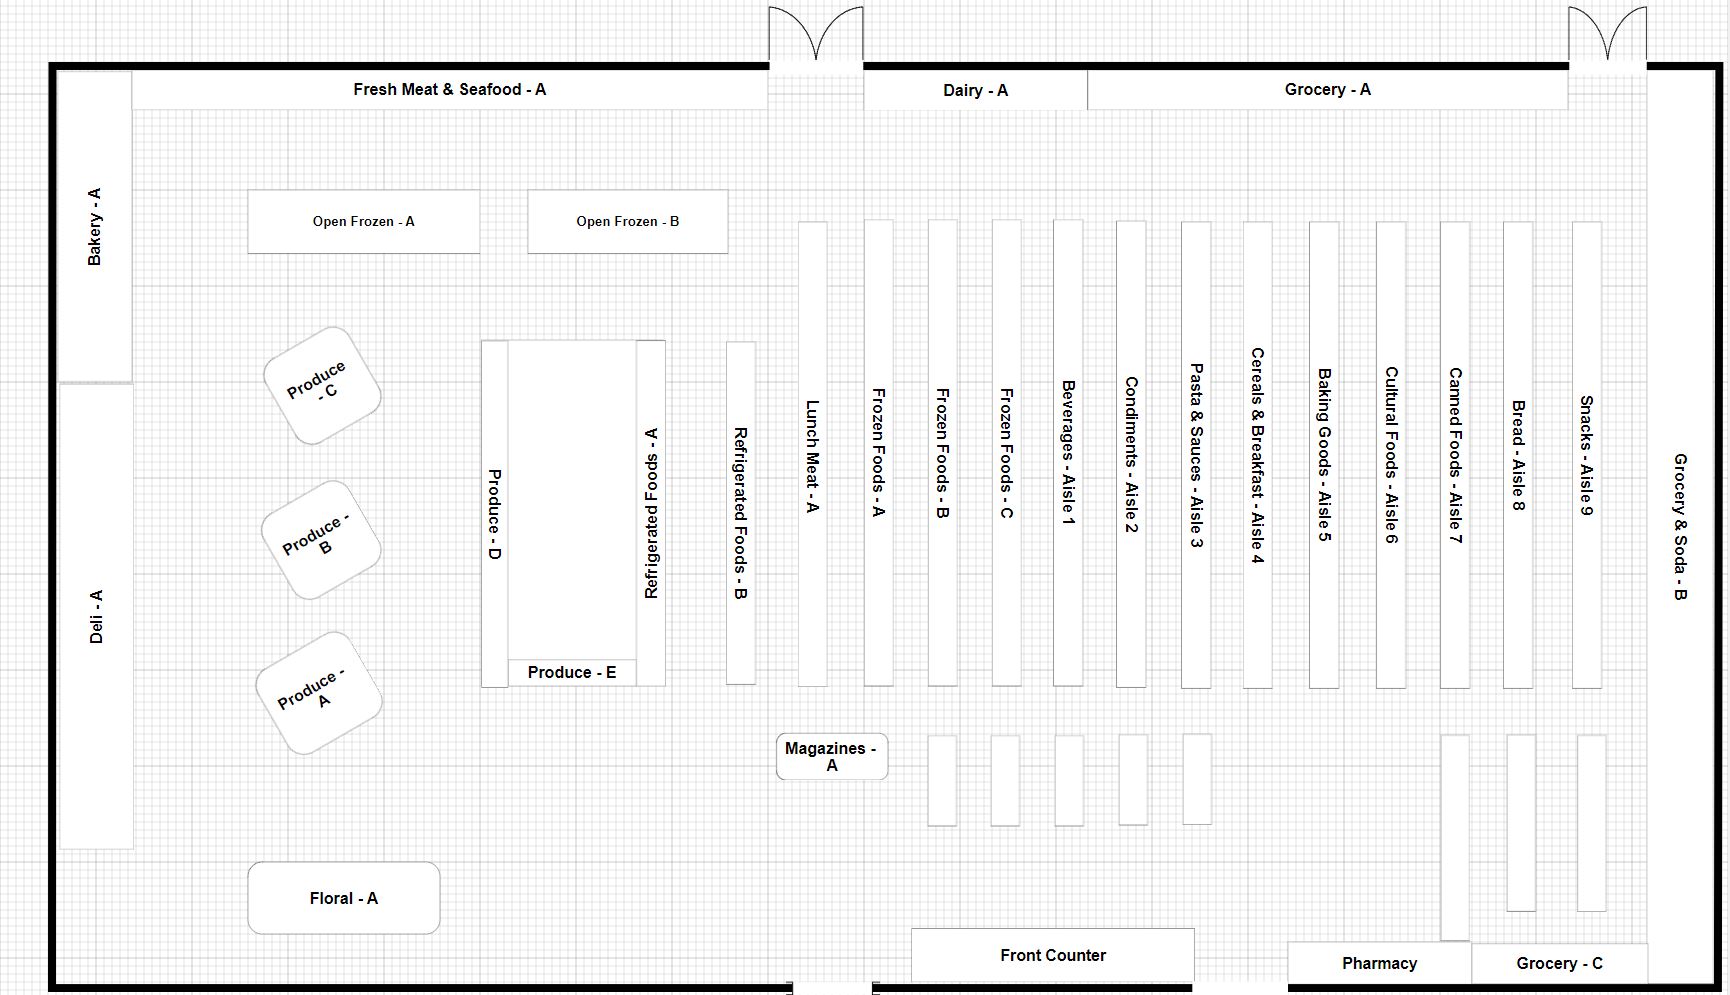 Fresh Meat & Seafood - A
Dairy - A
Grocery - A
Bakery - A
Open Frozen - A
Open Frozen - B
Produce
- C
Produce -
B
Produce -
A
Deli - A
Produce - D
Produce - E
Refrigerated Foods - A
Refrigerated Foods - B
Lunch Meat - A
Frozen Foods - A
Frozen Foods - B
Frozen Foods - C
Beverages - Aisle 1
Condiments - Aisle 2
Pasta & Sauces - Aisle 3
Cereals & Breakfast - Aisle 4
Baking Goods - Aisle 5
Cultural Foods - Aisle 6
Canned Foods - Aisle 7
Bread - Aisle 8
Snacks - Aisle 9
Grocery & Soda - B
Magazines -
A
Floral - A
Front Counter
Pharmacy
Grocery - C